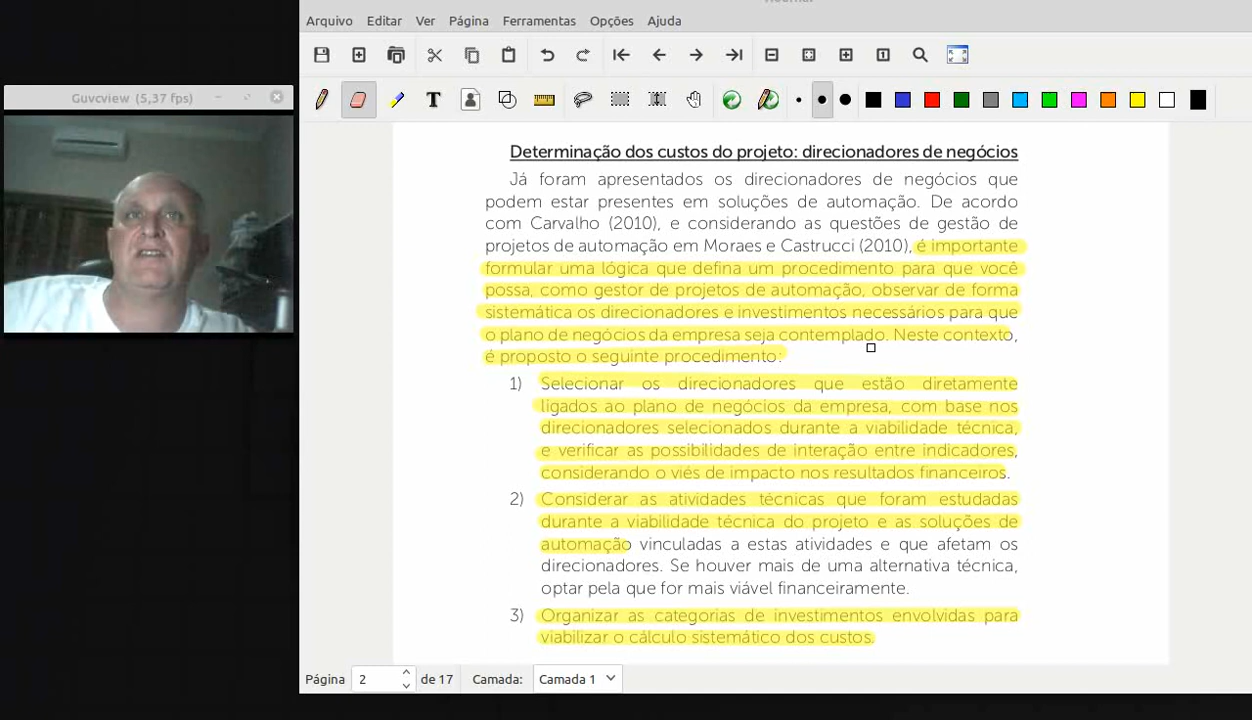 Arquivo Editar Ver Página Ferramentas Opções Ajuda
Guvcview (5,37 fps)
T
Determinação dos custos do projeto: direcionadores de negócios
Já foram apresentados os direcionadores de negócios que
podem estar presentes em soluções de automação. De acordo
com Carvalho (2010), e considerando as questões de gestão de
projetos de automação em Moraes e Castrucci (2010), é importante
formular uma lógica que defina um procedimento para que você
possa, como gestor de projetos de automação, observar de forma
sistemática os direcionadores e investimentos necessários para que
o plano de negócios da empresa seja contemplado. Neste contexto,
é proposto o seguinte procedimento:
1) Selecionar os direcionadores que estão diretamente
ligados ao plano de negócios da empresa, com base nos
direcionadores selecionados durante a viabilidade técnica,
e verificar as possibilidades de interação entre indicadores,
considerando o viés de impacto nos resultados financeiros.
2) Considerar as atividades técnicas que foram estudadas
durante a viabilidade técnica do projeto e as soluções de
automação vinculadas a estas atividades e que afetam os
direcionadores. Se houver mais de uma alternativa técnica,
optar pela que for mais viável financeiramente.
3) Organizar as categorias de investimentos envolvidas para
viabilizar o cálculo sistemático dos custos.
Página 2 de 17 Camada: Camada 1